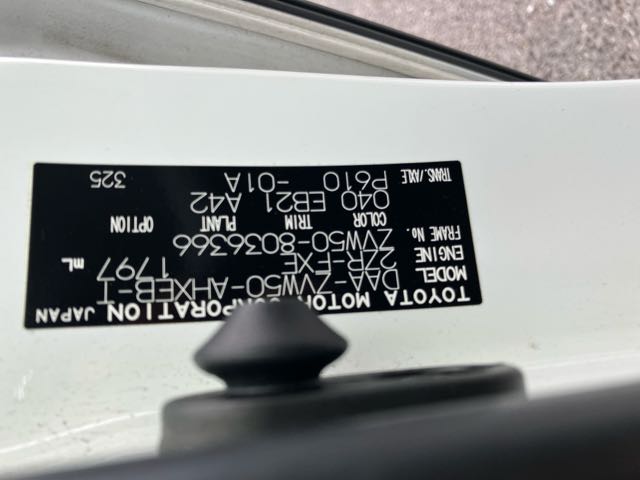 TOYOTA MOTOR CORPORATION JAPAN
MODEL DAA-ZVW50-AHXEB-T
ENGINE 2ZR-FXE 1797 mL
FRAME No. ZVW50-8036366
COLOR TRIM PLANT OPTION
040 EB21 A42
TRANS./AXLE P610 -01A
325